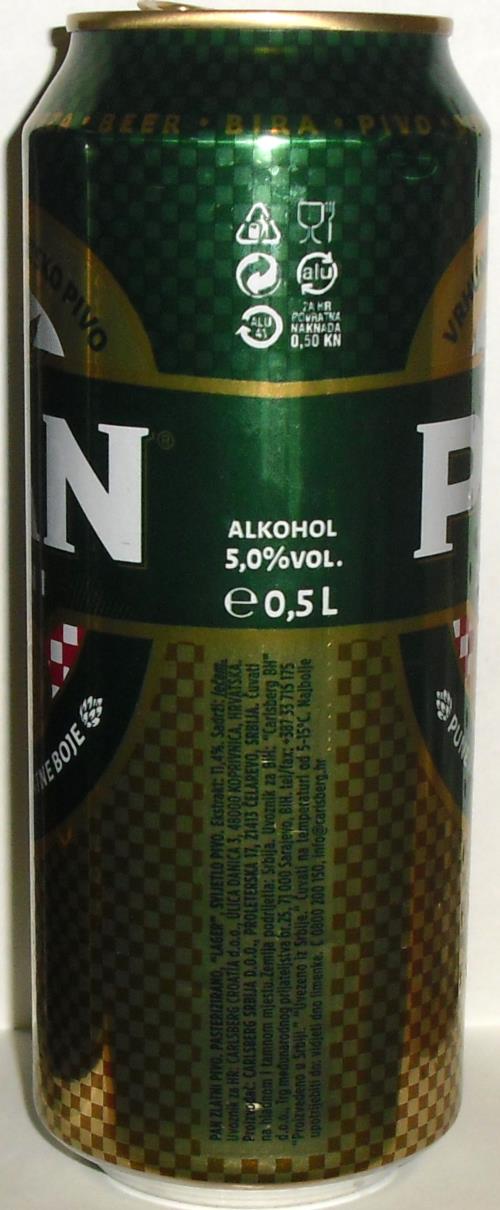 • BEER • BIRA • PIVO •
alu
ALU
41
ZA HR
POVRATNA
NAKNADA
0,50 KN
PIVO
VRHU
N®
P
ALKOHOL
5,0%VOL.
e 0,5 L
NE BOJE
PUNE
PAN ZLATNI PIVO. PASTERIZIRANO, "LAGER", SVIJETLO PIVO. Ekstrakt: 11,4%. Sadrži: ječam.
Uvoznik za HR: CARLSBERG CROATIA d.o.o., ULICA DANICA 3, 48000 KOPRIVNICA, HRVATSKA.
Proizvođač: CARLSBERG SRBIJA D.O.O., PROLETERSKA 17, 21413 ČELAREVO, SRBIJA. Čuvati
na hladnom i tamnom mjestu. Zemlja podrijetla: Srbija. Uvoznik za BiH: "Carlsberg BH"
d.o.o., Trg međunarodnog prijateljstva br.25, 71 000 Sarajevo, BIH, tel/fax: +387 33 715 175
"Proizvedeno u Srbiji." "Uvezeno iz Srbije." Čuvati na temperaturi od 5-15°C. Najbolje
upotrijebiti do: vidjeti dno limenke. 0800 200 150, info@carlsberg.hr